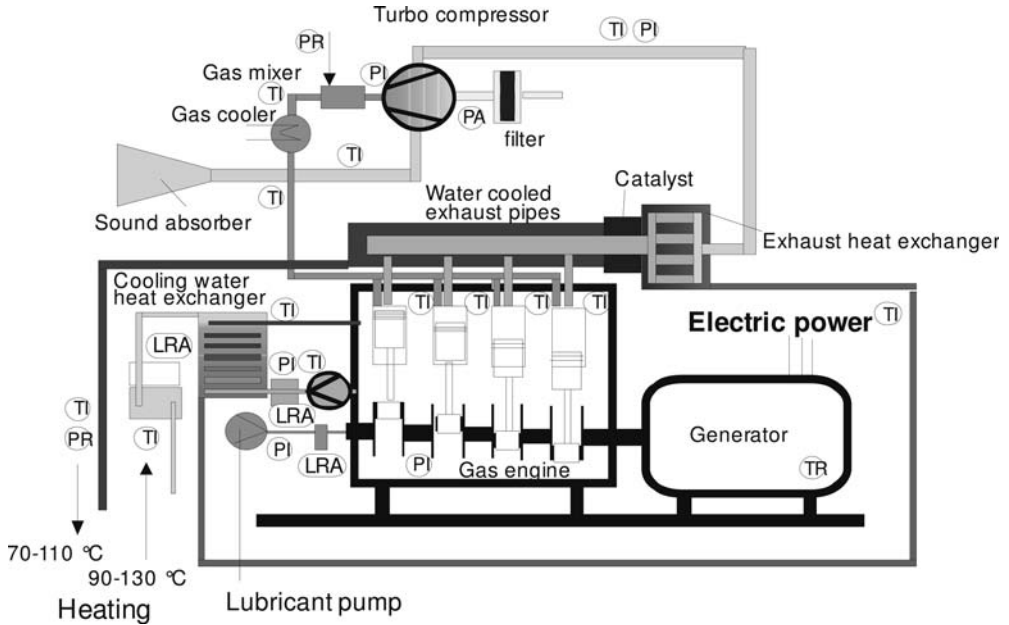 Turbo compressor
TI PI
PR
PI
Gas mixer
TI
Gas cooler
PA
filter
TI
TI
Sound absorber
Water cooled
exhaust pipes
Catalyst
Exhaust heat exchanger
Cooling water
heat exchanger
TI
TI
TI
TI
TI
Electric power
TI
LRA
PI
TI
LRA
TI
PR
TI
PI
LRA
PI
Gas engine
Generator
TR
70-110 °C
90-130 °C
Heating
Lubricant pump